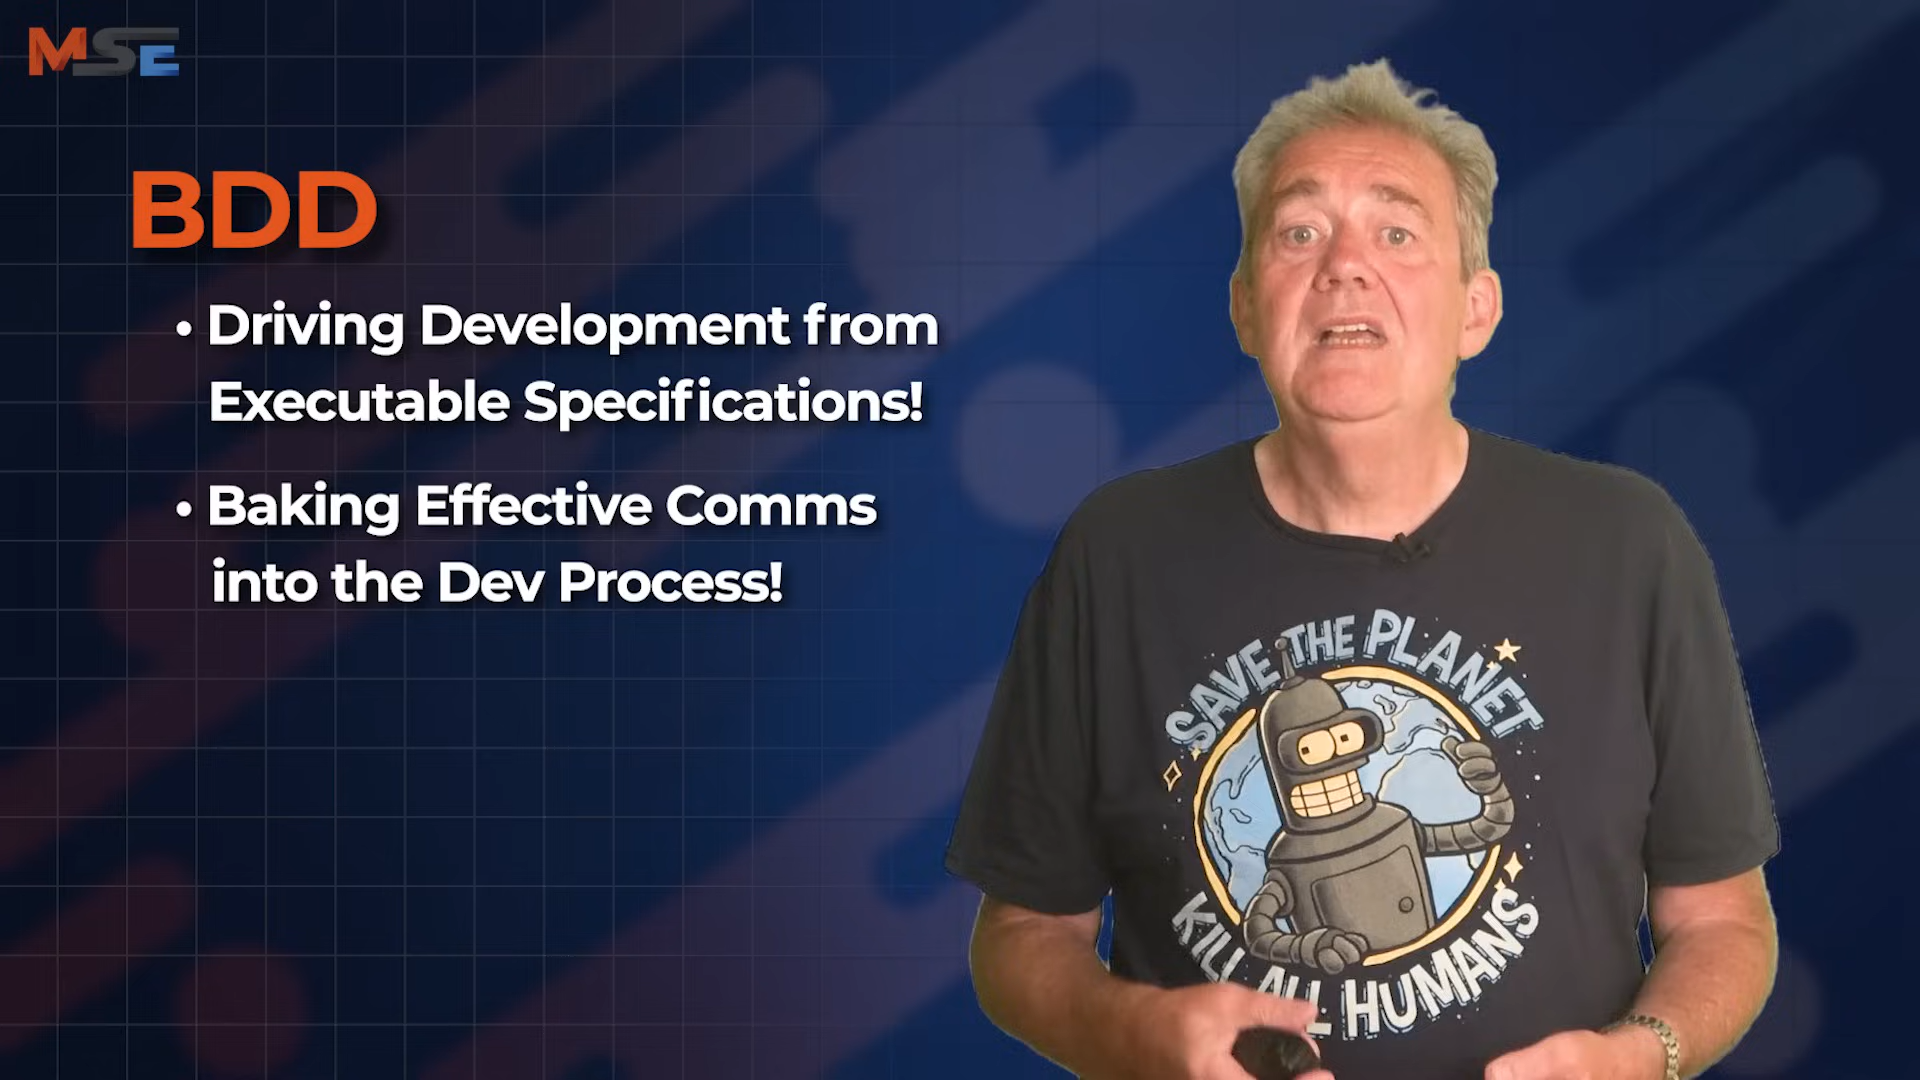 MSE
BDD
• Driving Development from
Executable Specifications!
• Baking Effective Comms
into the Dev Process!
SAVE THE PLANET
KILL ALL HUMANS